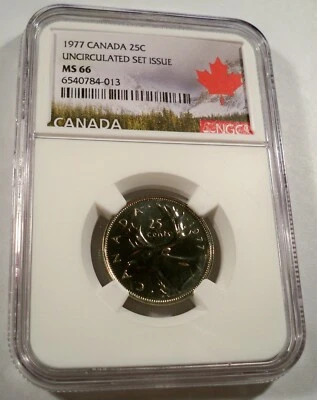 1977 CANADA 25C
UNCIRCULATED SET ISSUE
MS 66
6540784-013
CANADA
NGC
25
Cents
CANADA
1977